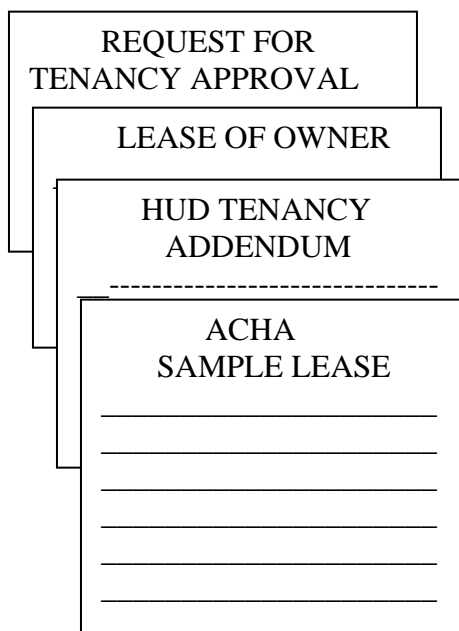 REQUEST FOR
TENANCY APPROVAL
LEASE OF OWNER
HUD TENANCY
ADDENDUM
ACHA
SAMPLE LEASE